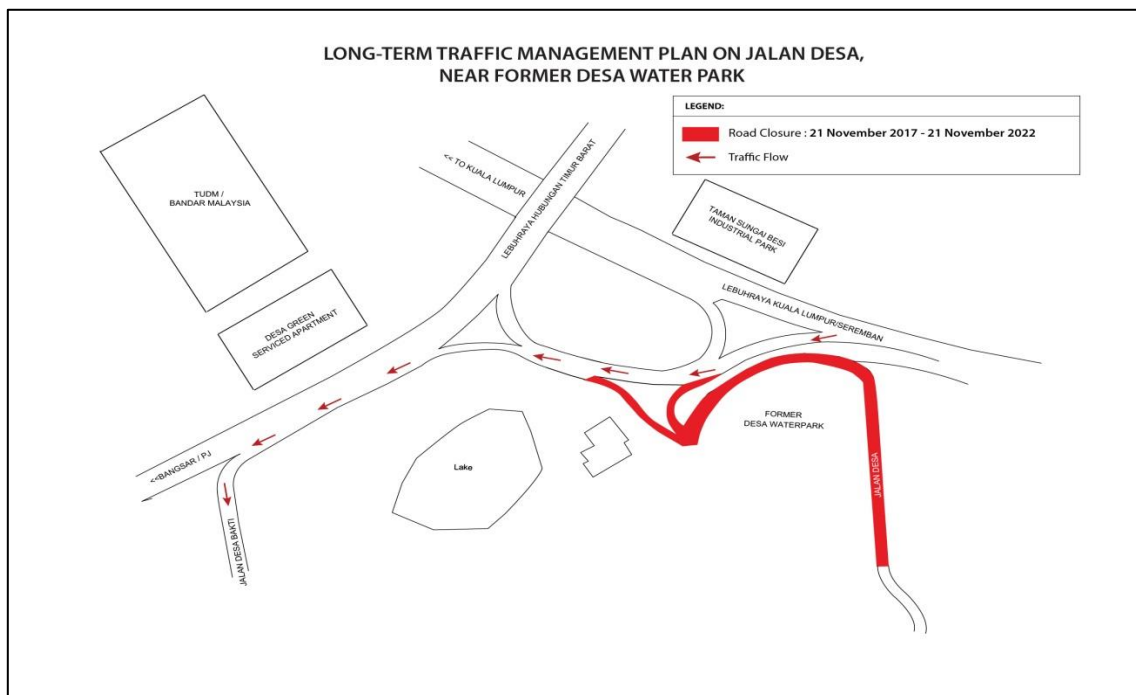 LONG-TERM TRAFFIC MANAGEMENT PLAN ON JALAN DESA,
NEAR FORMER DESA WATER PARK
LEGEND:
Road Closure : 21 November 2017 - 21 November 2022
Traffic Flow
TUDM /
BANDAR MALAYSIA
<< TO KUALA LUMPUR
LEBUHRAYA HUBUNGAN TIMUR BARAT
TAMAN SUNGAI BESI
INDUSTRIAL PARK
DESA GREEN
SERVICED APARTMENT
LEBUHRAYA KUALA LUMPUR/SEREMBAN
FORMER
DESA WATERPARK
<<BANGSAR / PJ
Lake
JALAN DESA
JALAN DESA BAKTI